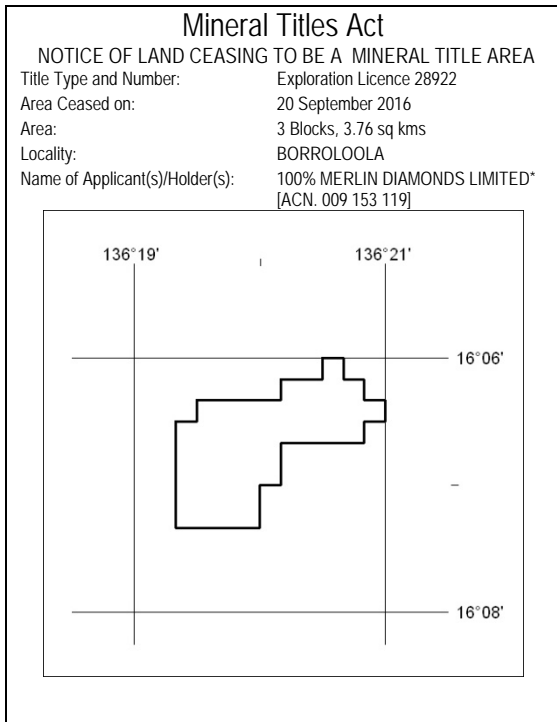 Mineral Titles Act
NOTICE OF LAND CEASING TO BE A MINERAL TITLE AREA
Title Type and Number: Exploration Licence 28922
Area Ceased on: 20 September 2016
Area: 3 Blocks, 3.76 sq kms
Locality: BORROLOOLA
Name of Applicant(s)/Holder(s): 100% MERLIN DIAMONDS LIMITED*
[ACN. 009 153 119]
136°19' 136°21'
16°06'
16°08'